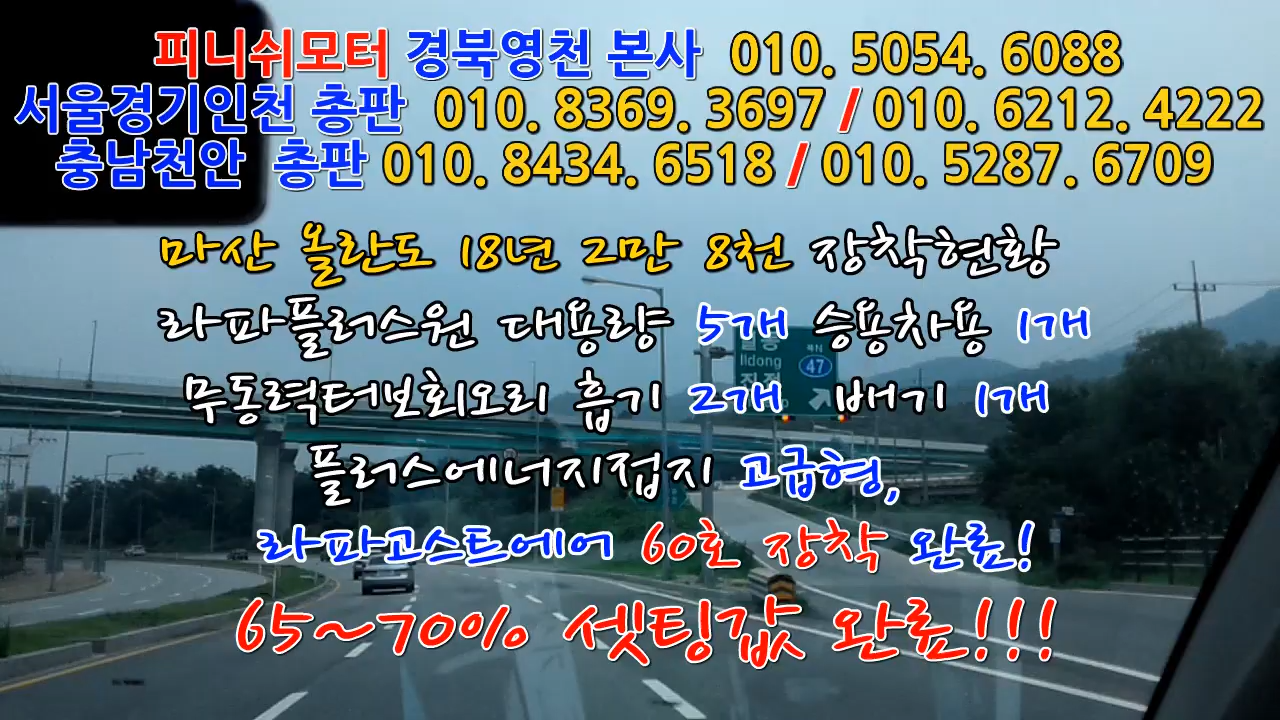 피니쉬모터 경북영천 본사 010. 5054. 6088
서울경기인천 총판 010. 8369. 3697 / 010. 6212. 4222
충남천안 총판 010. 8434. 6518 / 010. 5287. 6709
마산 올란도 18년 2만 8천 장착현황
라파플러스원 대용량 5개 승용차용 1개
Ildong
47
무동력터보회오리 흡기 2개 배기 1개
플러스에너지접지 고급형,
라파고스트에어 60호 장착 완료!
65~70% 셋팅값 완료!!!